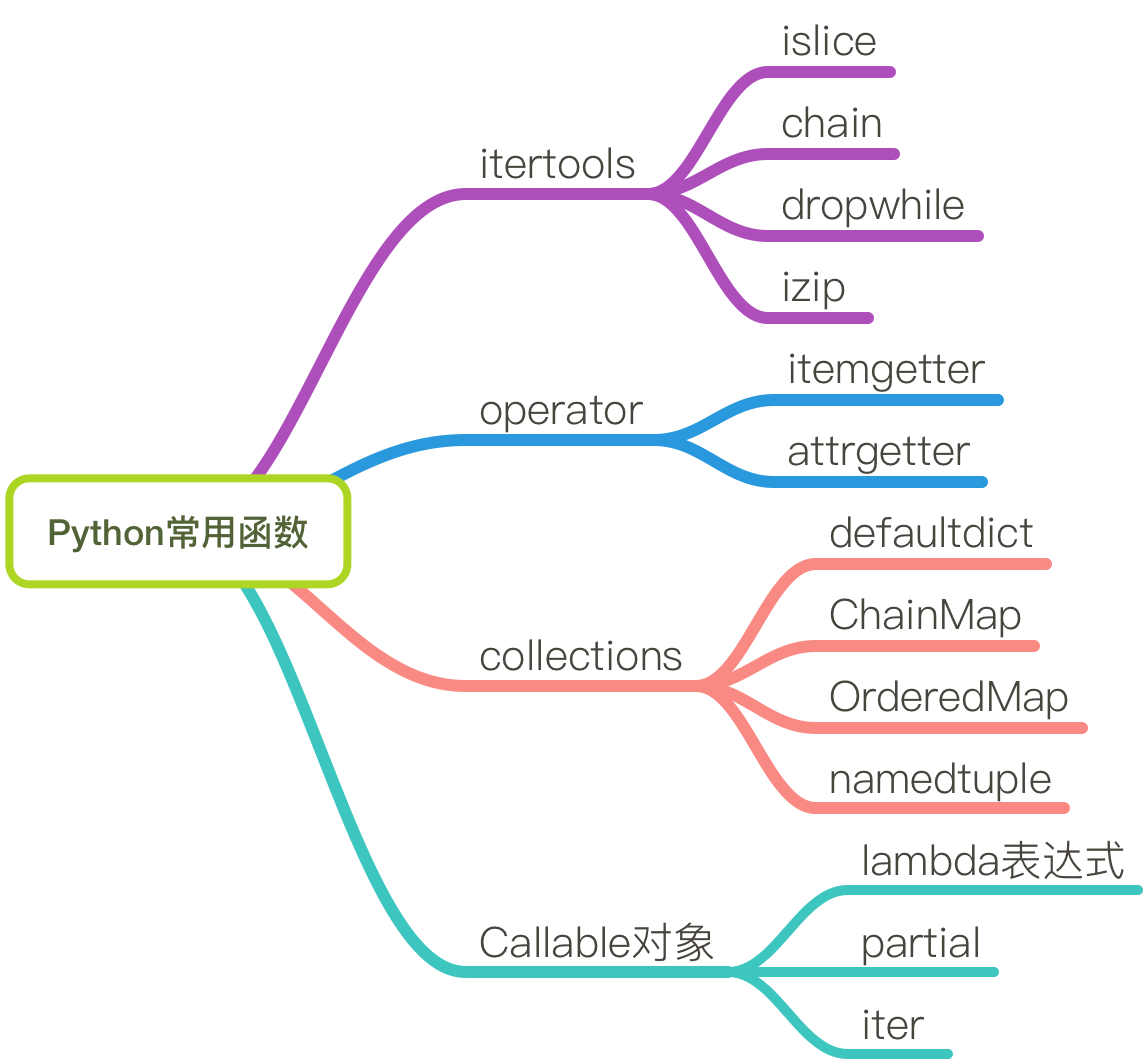 Python常用函数
itertools
islice
chain
dropwhile
izip
operator
itemgetter
attrgetter
collections
defaultdict
ChainMap
OrderedMap
namedtuple
Callable对象
lambda表达式
partial
iter